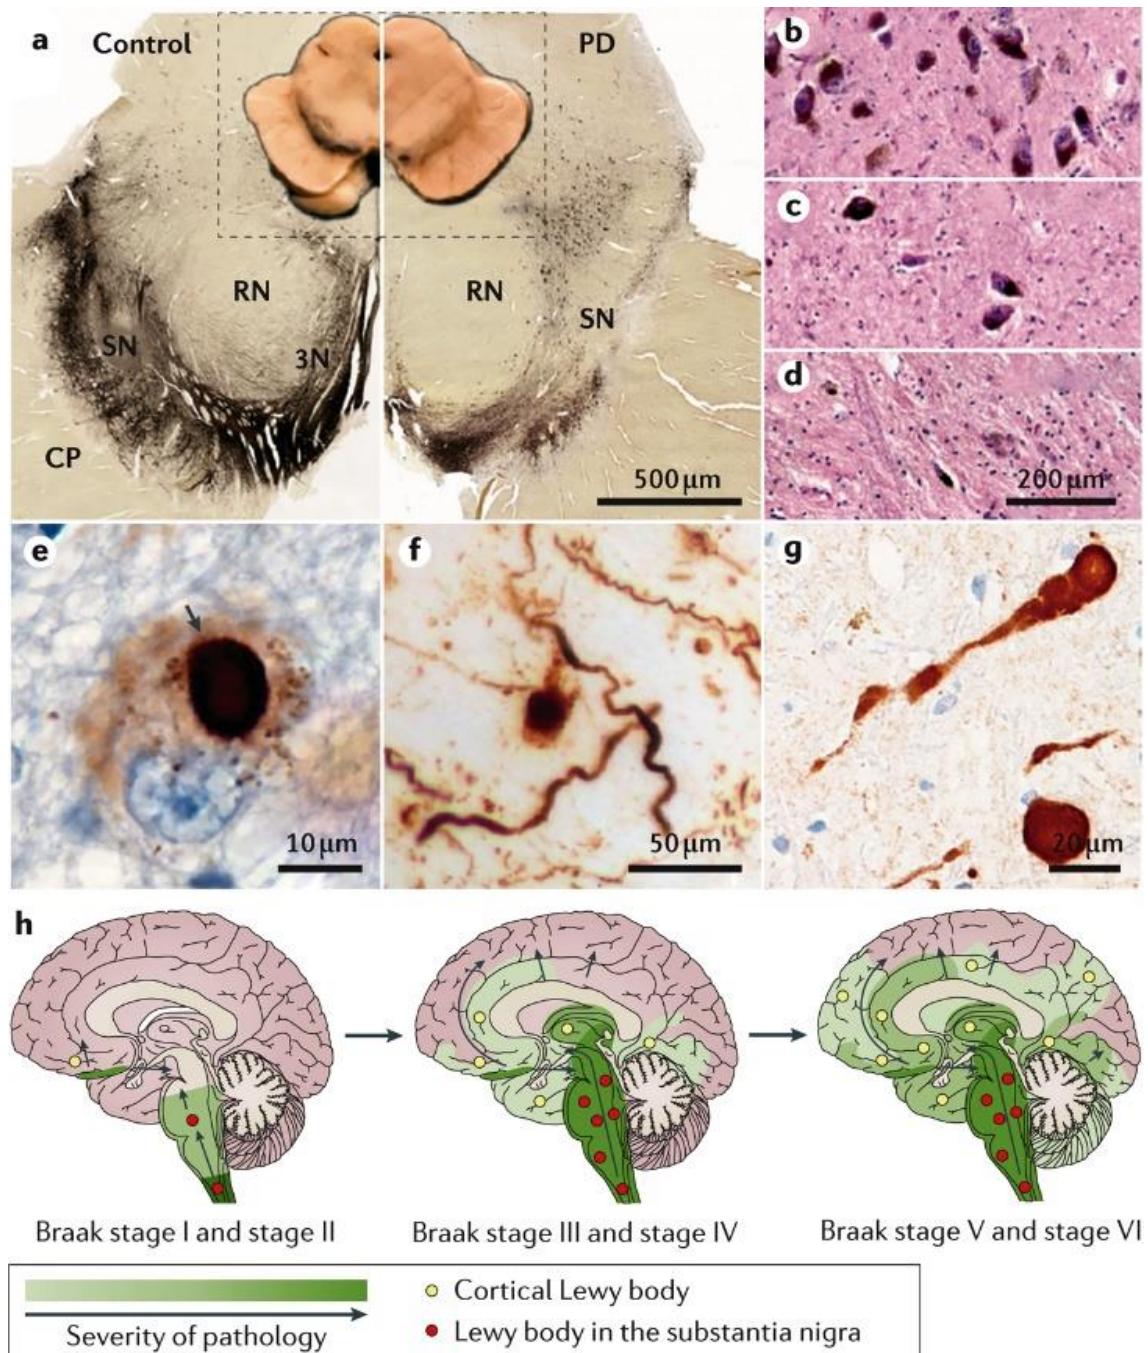 a
Control
PD
RN
RN
SN
3N
SN
CP
500 µm
b
c
d
200 µm
e
10 µm
f
50 µm
g
20 µm
h
Braak stage I and stage II
Braak stage III and stage IV
Braak stage V and stage VI
Severity of pathology
Cortical Lewy body
Lewy body in the substantia nigra